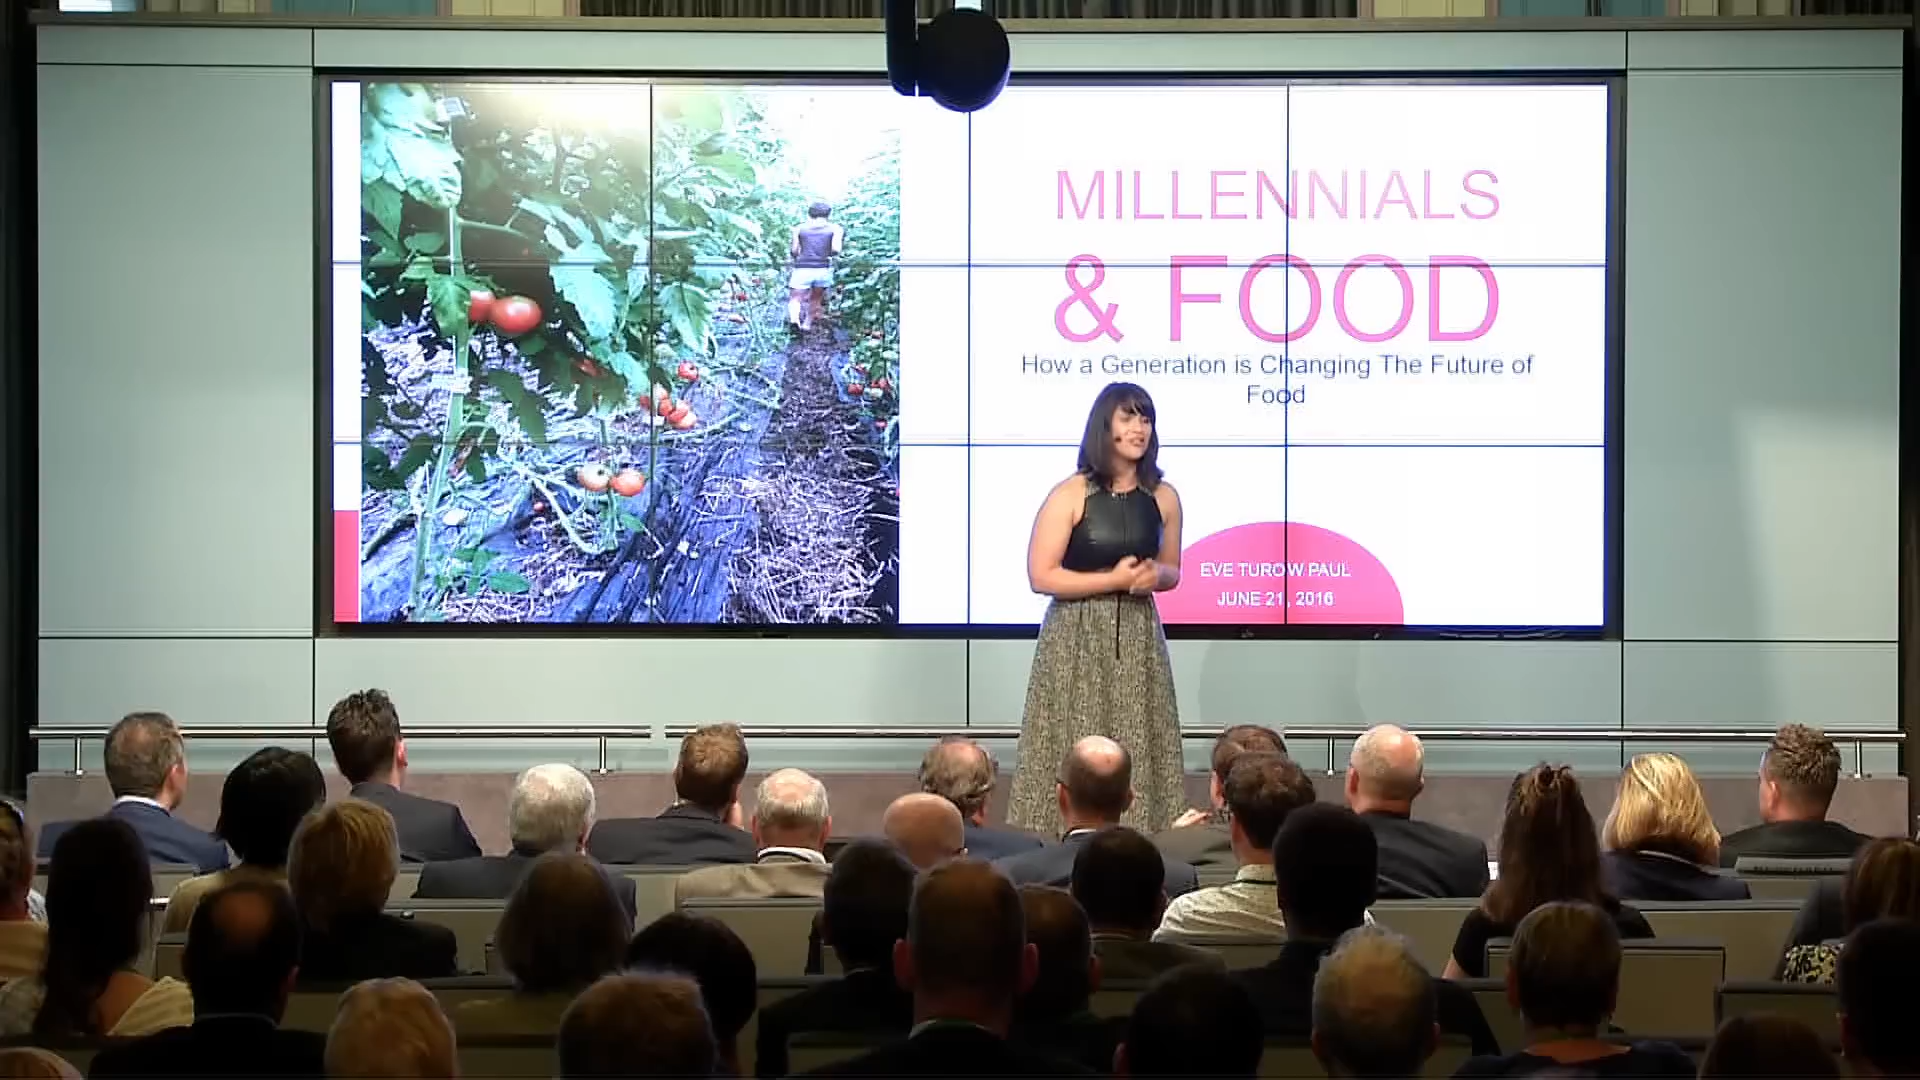 MILLENNIALS
& FOOD
How a Generation is Changing The Future of
Food
EVE TUROW PAUL
JUNE 21, 2016